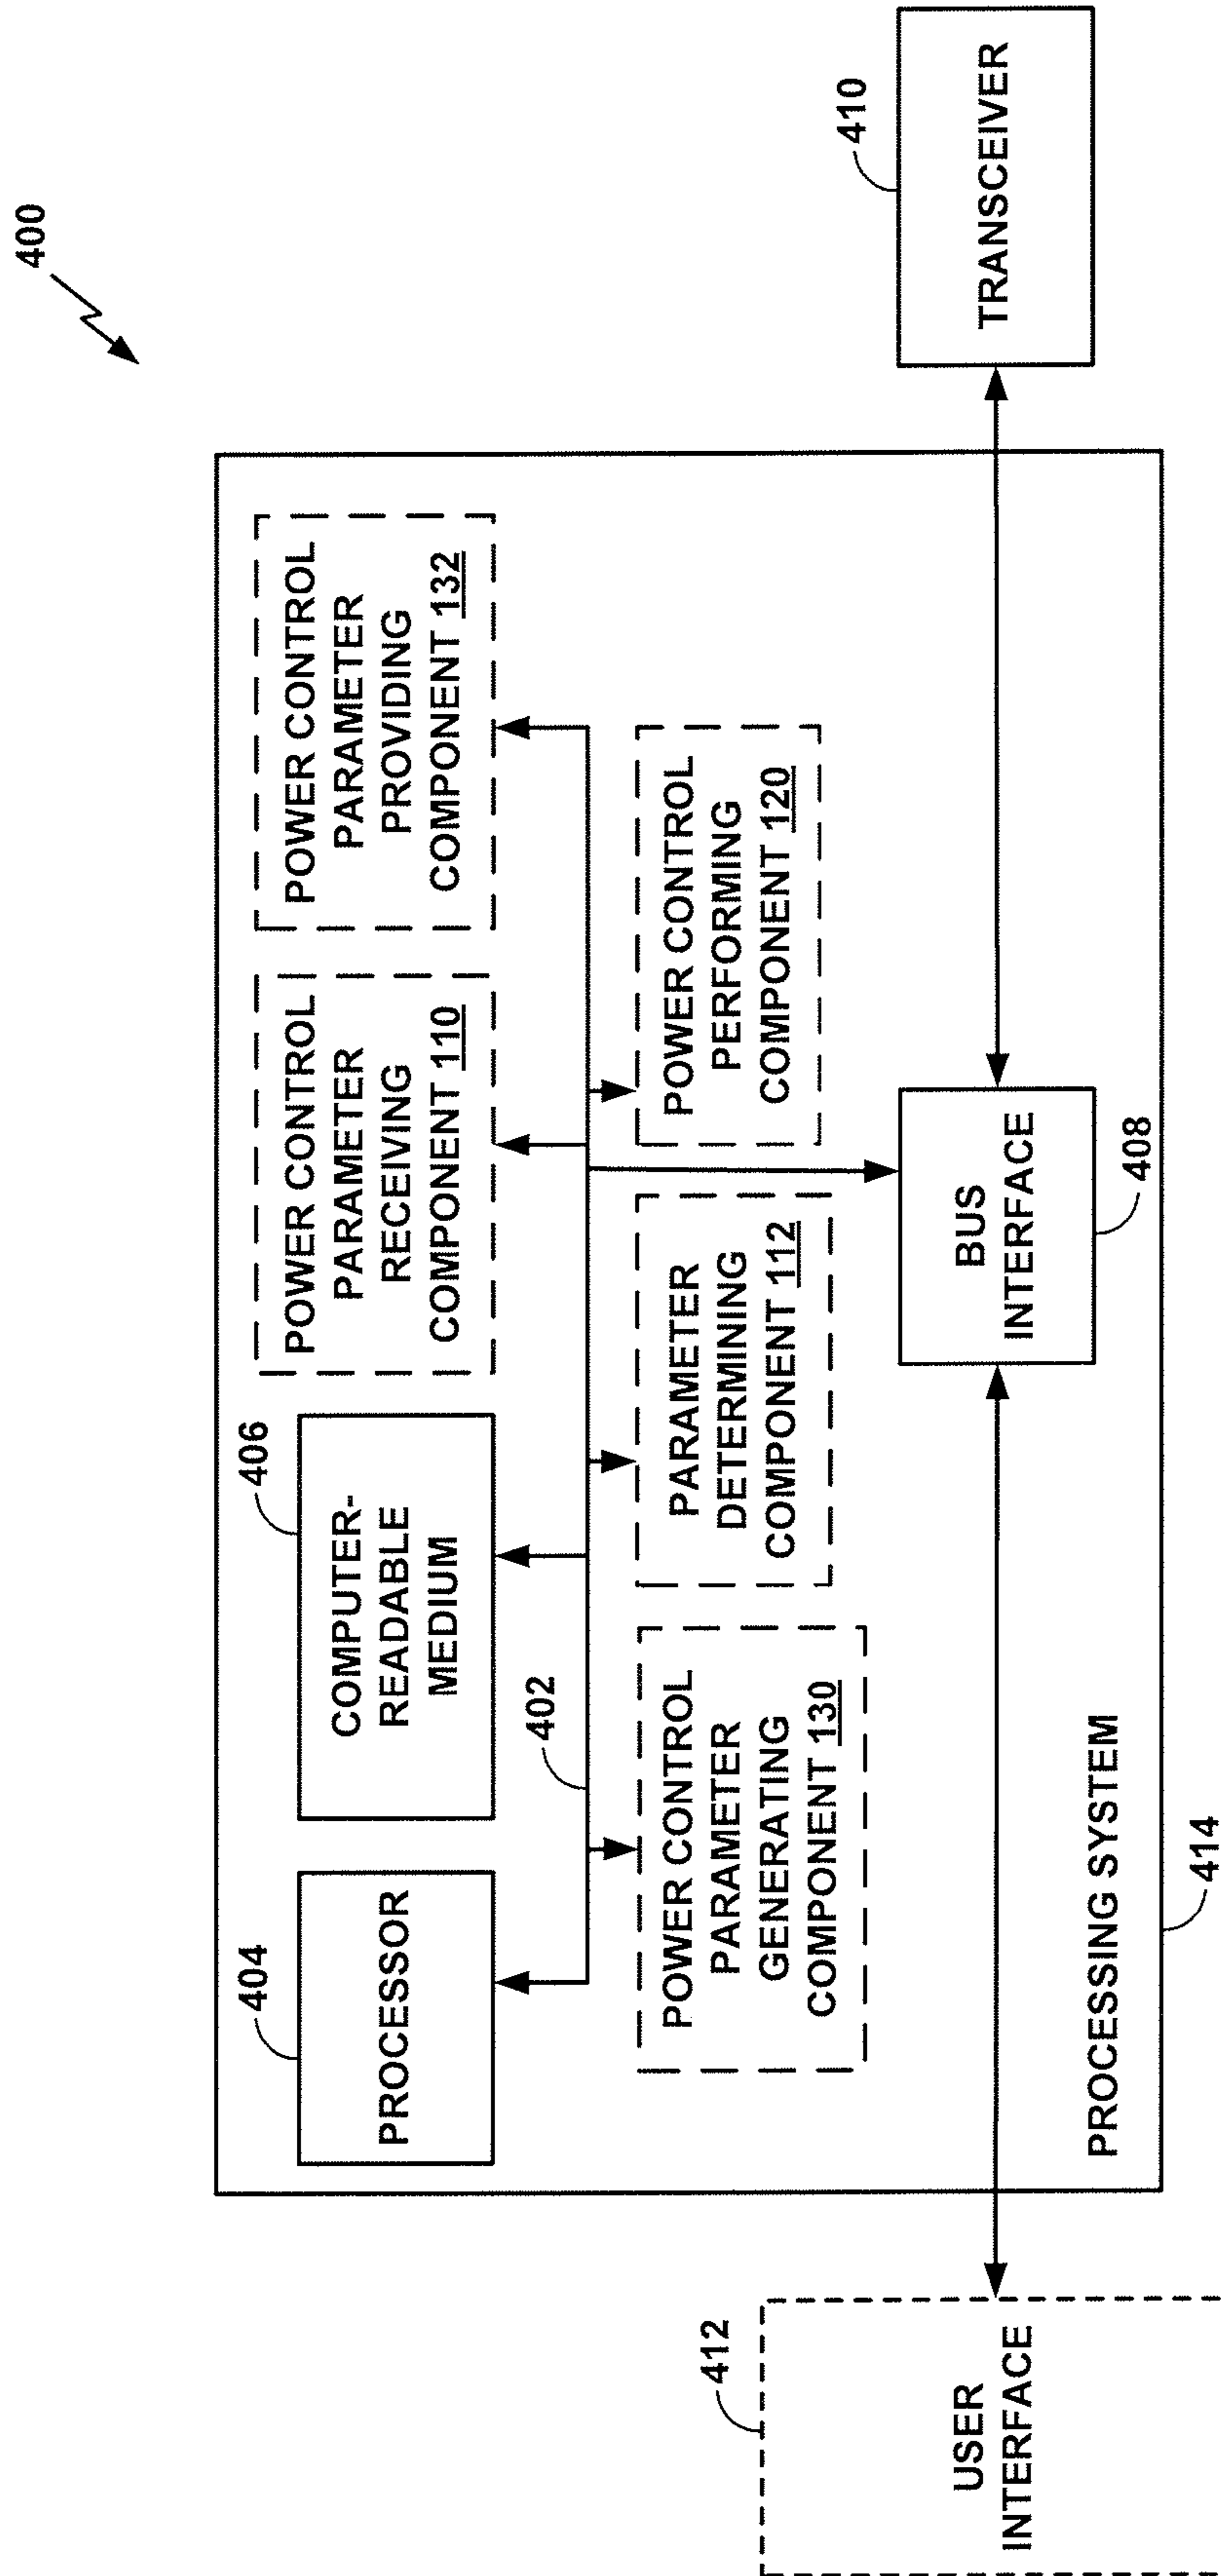 400
404
PROCESSOR
406
COMPUTER-
READABLE
MEDIUM
POWER CONTROL
PARAMETER
RECEIVING
COMPONENT 110
POWER CONTROL
PARAMETER
PROVIDING
COMPONENT 132
402
POWER CONTROL
PARAMETER
GENERATING
COMPONENT 130
PARAMETER
DETERMINING
COMPONENT 112
POWER CONTROL
PERFORMING
COMPONENT 120
412
USER
INTERFACE
BUS
INTERFACE
408
410
TRANSCEIVER
PROCESSING SYSTEM
414